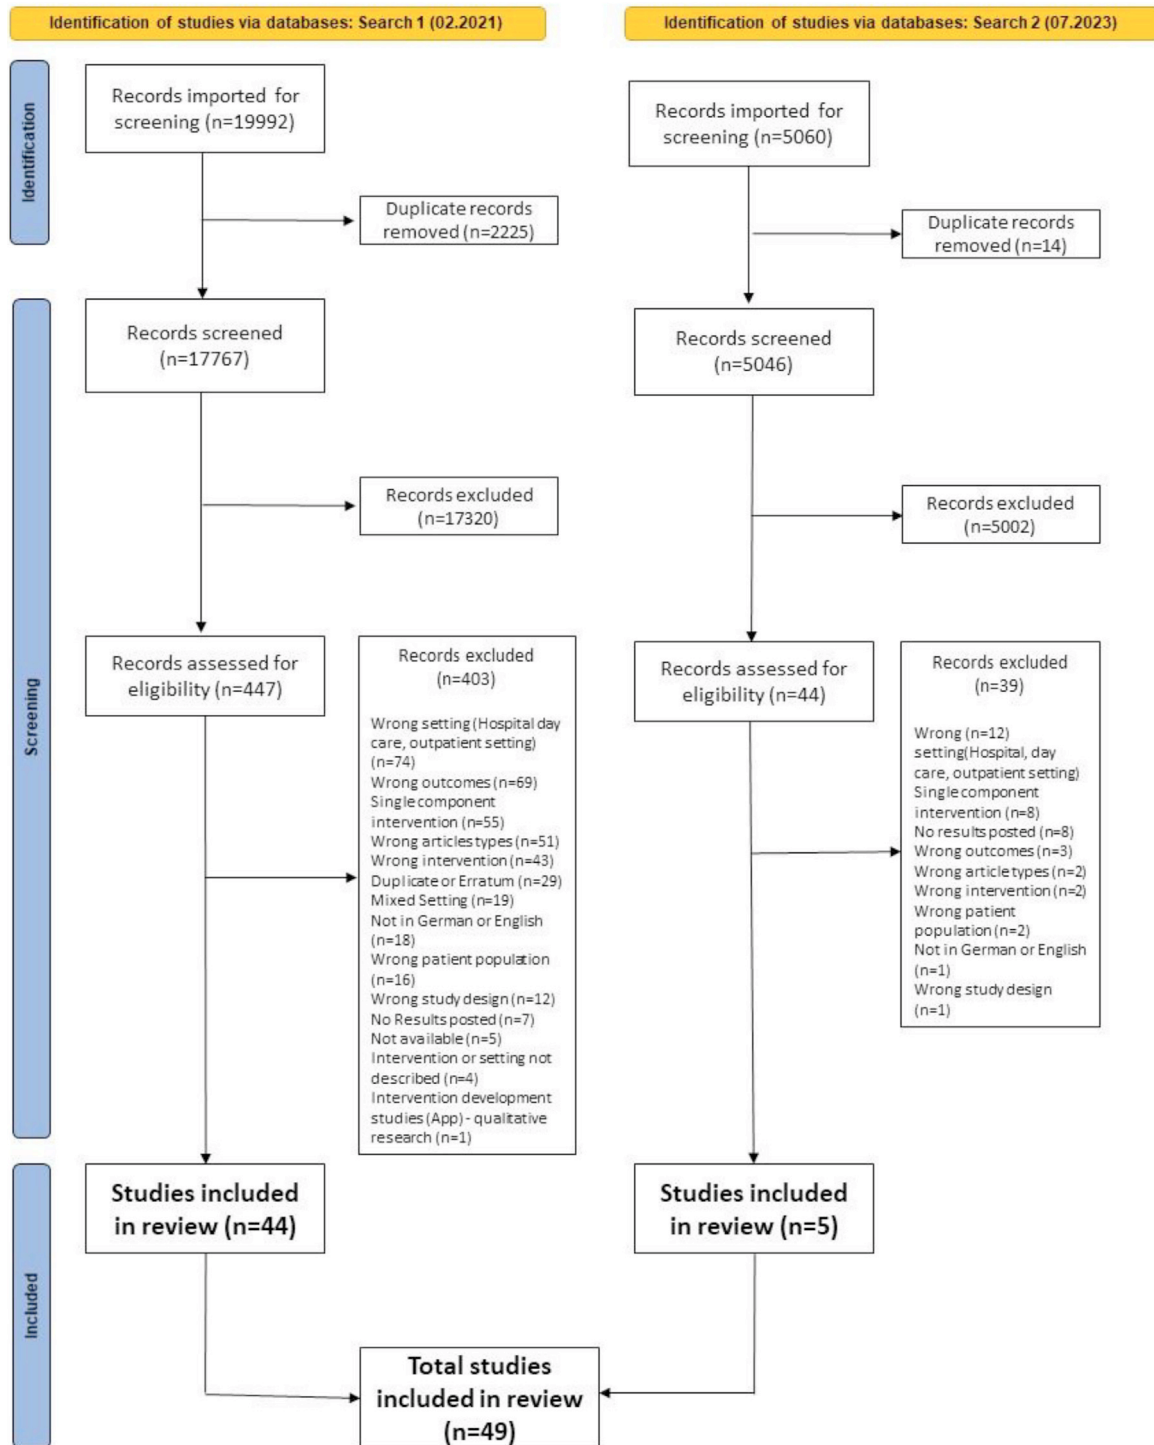 Identification of studies via databases: Search 1 (02.2021)
Identification
Records imported for
screening (n=19992)
Duplicate records
removed (n=2225)
Screening
Records screened
(n=17767)
Records excluded
(n=17320)
Records assessed for
eligibility (n=447)
Records excluded
(n=403)
Wrong setting (Hospital day
care, outpatient setting)
(n=74)
Wrong outcomes (n=69)
Single component
intervention (n=55)
Wrong articles types (n=51)
Wrong intervention (n=43)
Duplicate or Erratum (n=29)
Mixed Setting (n=19)
Not in German or English
(n=18)
Wrong patient population
(n=16)
Wrong study design (n=12)
No Results posted (n=7)
Not available (n=5)
Intervention or setting not
described (n=4)
Intervention development
studies (App) - qualitative
research (n=1)
Included
Studies included
in review (n=44)
Identification of studies via databases: Search 2 (07.2023)
Records imported for
screening (n=5060)
Duplicate records
removed (n=14)
Records screened
(n=5046)
Records excluded
(n=5002)
Records assessed for
eligibility (n=44)
Records excluded
(n=39)
Wrong (n=12)
setting(Hospital, day
care, outpatient setting)
Single component
intervention (n=8)
No results posted (n=8)
Wrong outcomes (n=3)
Wrong article types (n=2)
Wrong intervention (n=2)
Wrong patient
population (n=2)
Not in German or English
(n=1)
Wrong study design
(n=1)
Studies included
in review (n=5)
Total studies
included in review
(n=49)